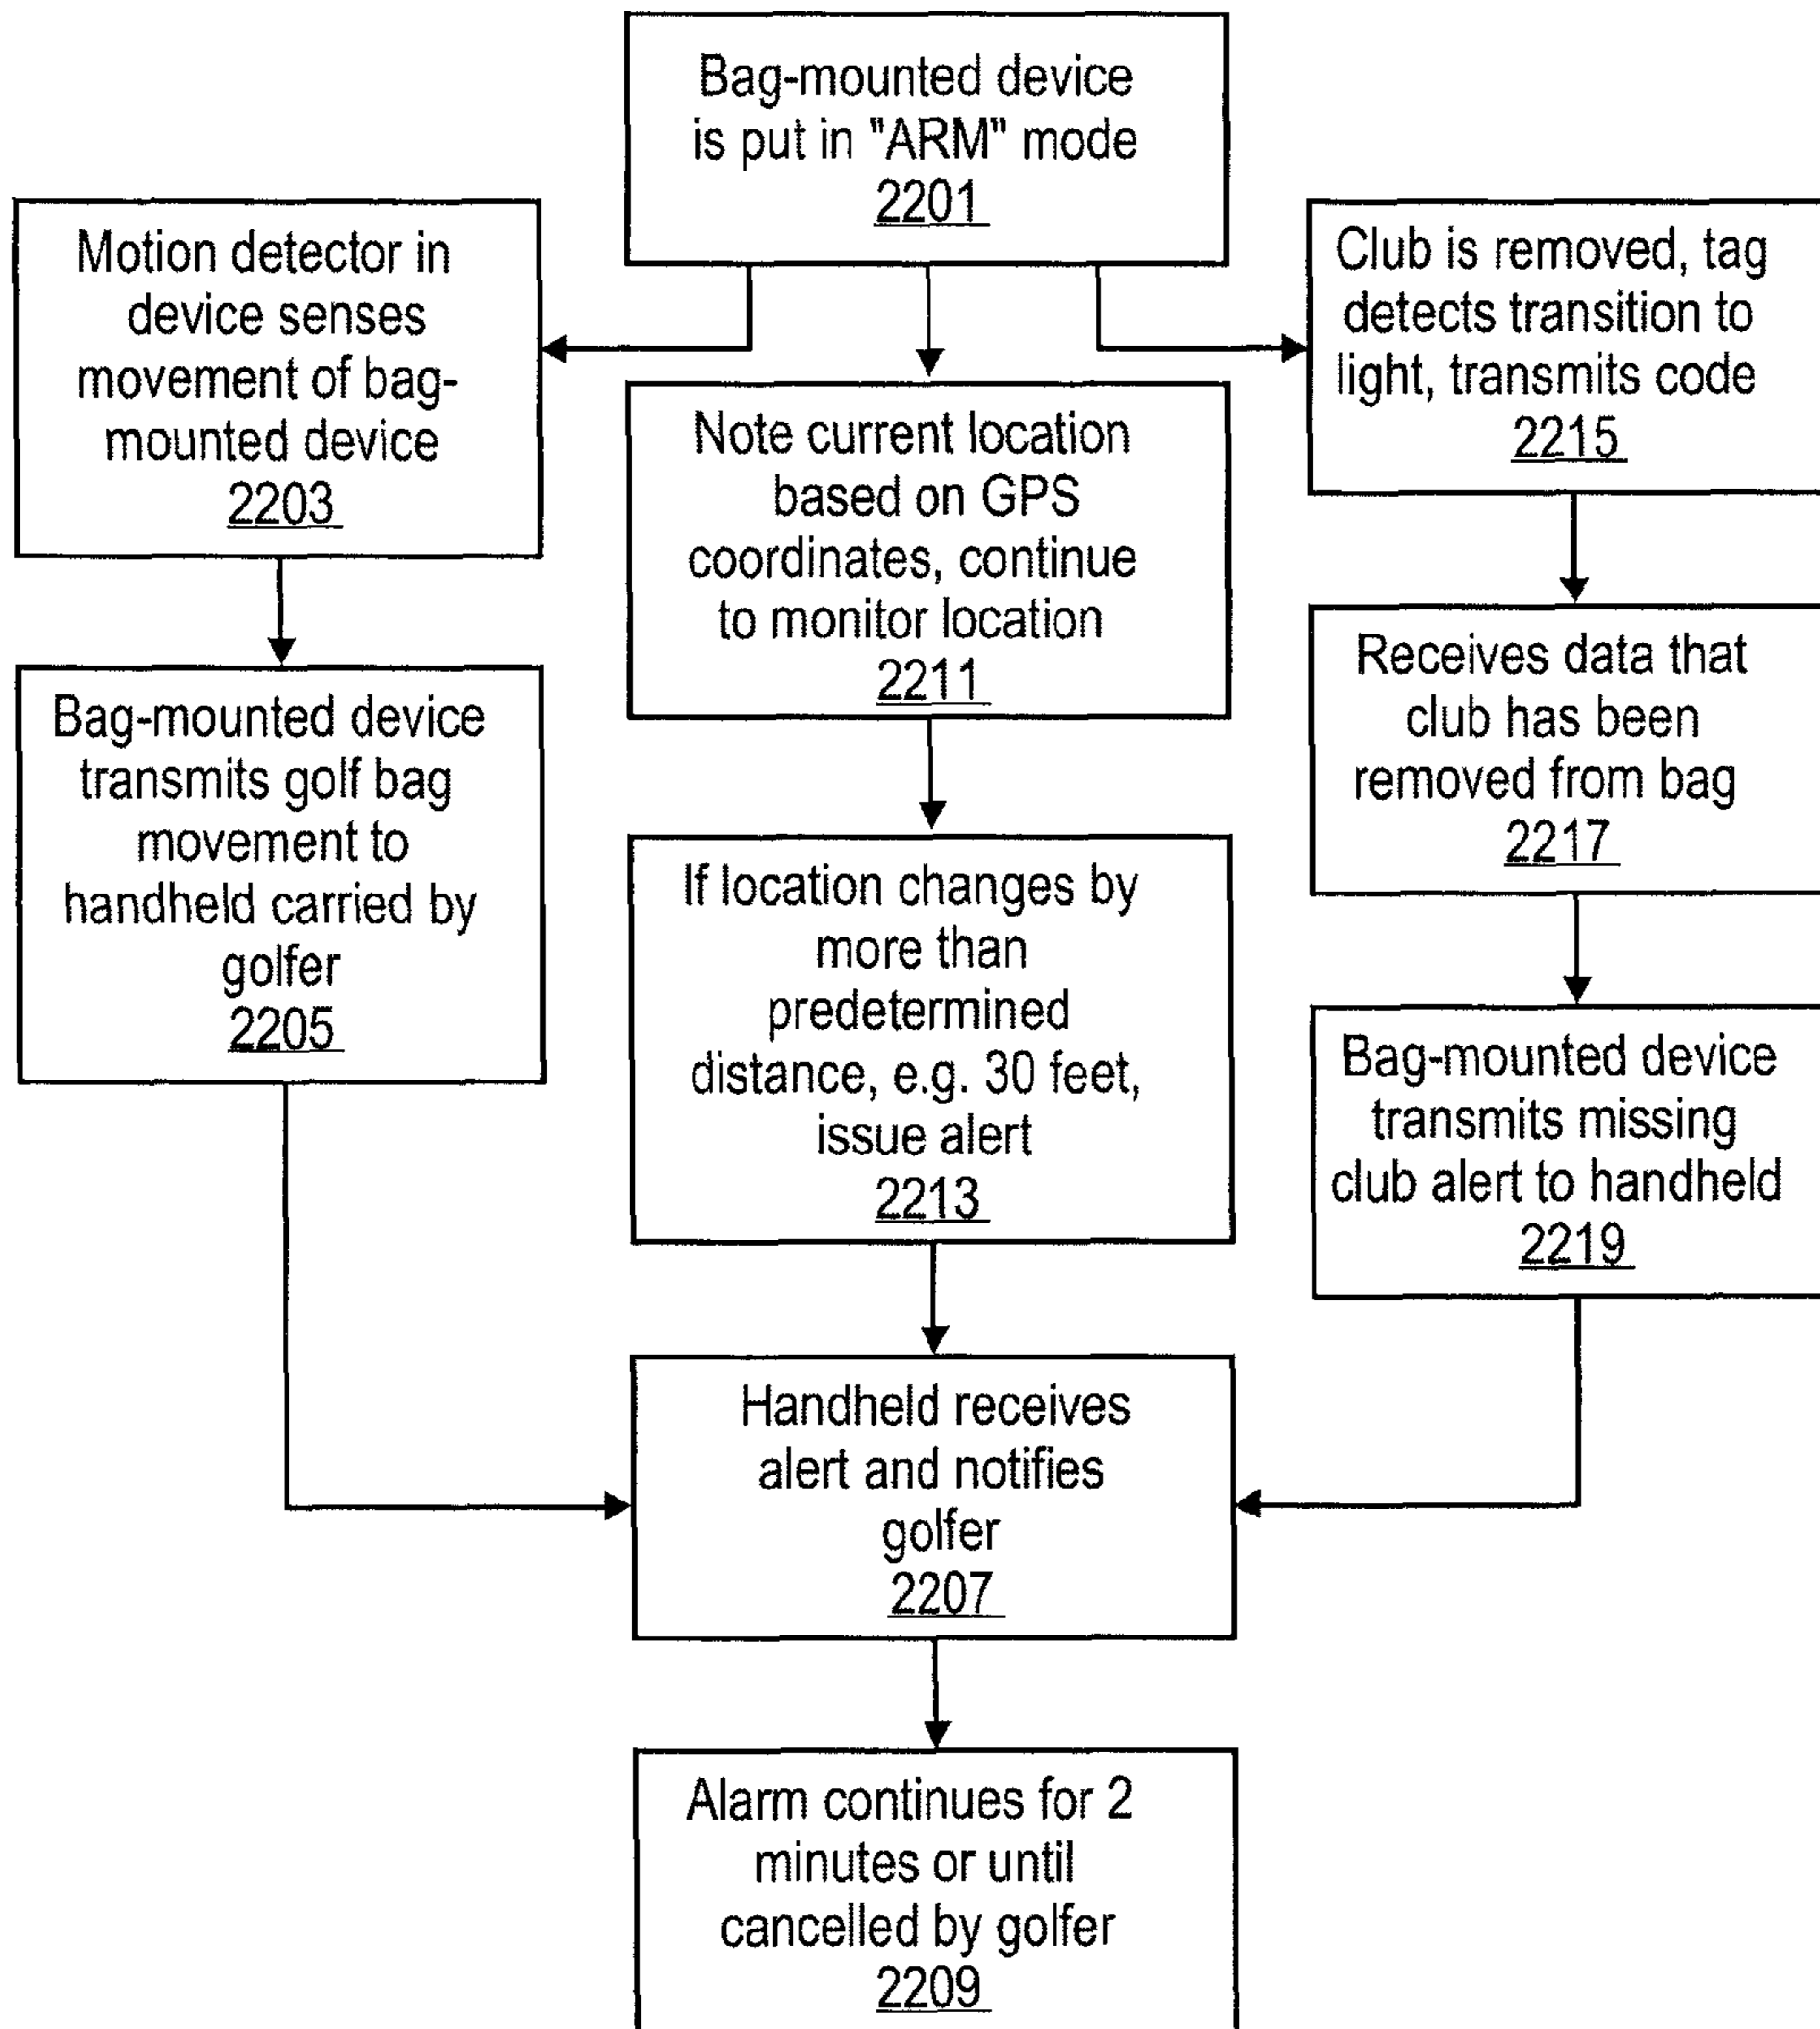 Bag-mounted device
is put in "ARM" mode
2201
Motion detector in
device senses
movement of bag-
mounted device
2203
Bag-mounted device
transmits golf bag
movement to
handheld carried by
golfer
2205
Note current location
based on GPS
coordinates, continue
to monitor location
2211
If location changes by
more than
predetermined
distance, e.g. 30 feet,
issue alert
2213
Club is removed, tag
detects transition to
light, transmits code
2215
Receives data that
club has been
removed from bag
2217
Bag-mounted device
transmits missing
club alert to handheld
2219
Handheld receives
alert and notifies
golfer
2207
Alarm continues for 2
minutes or until
cancelled by golfer
2209